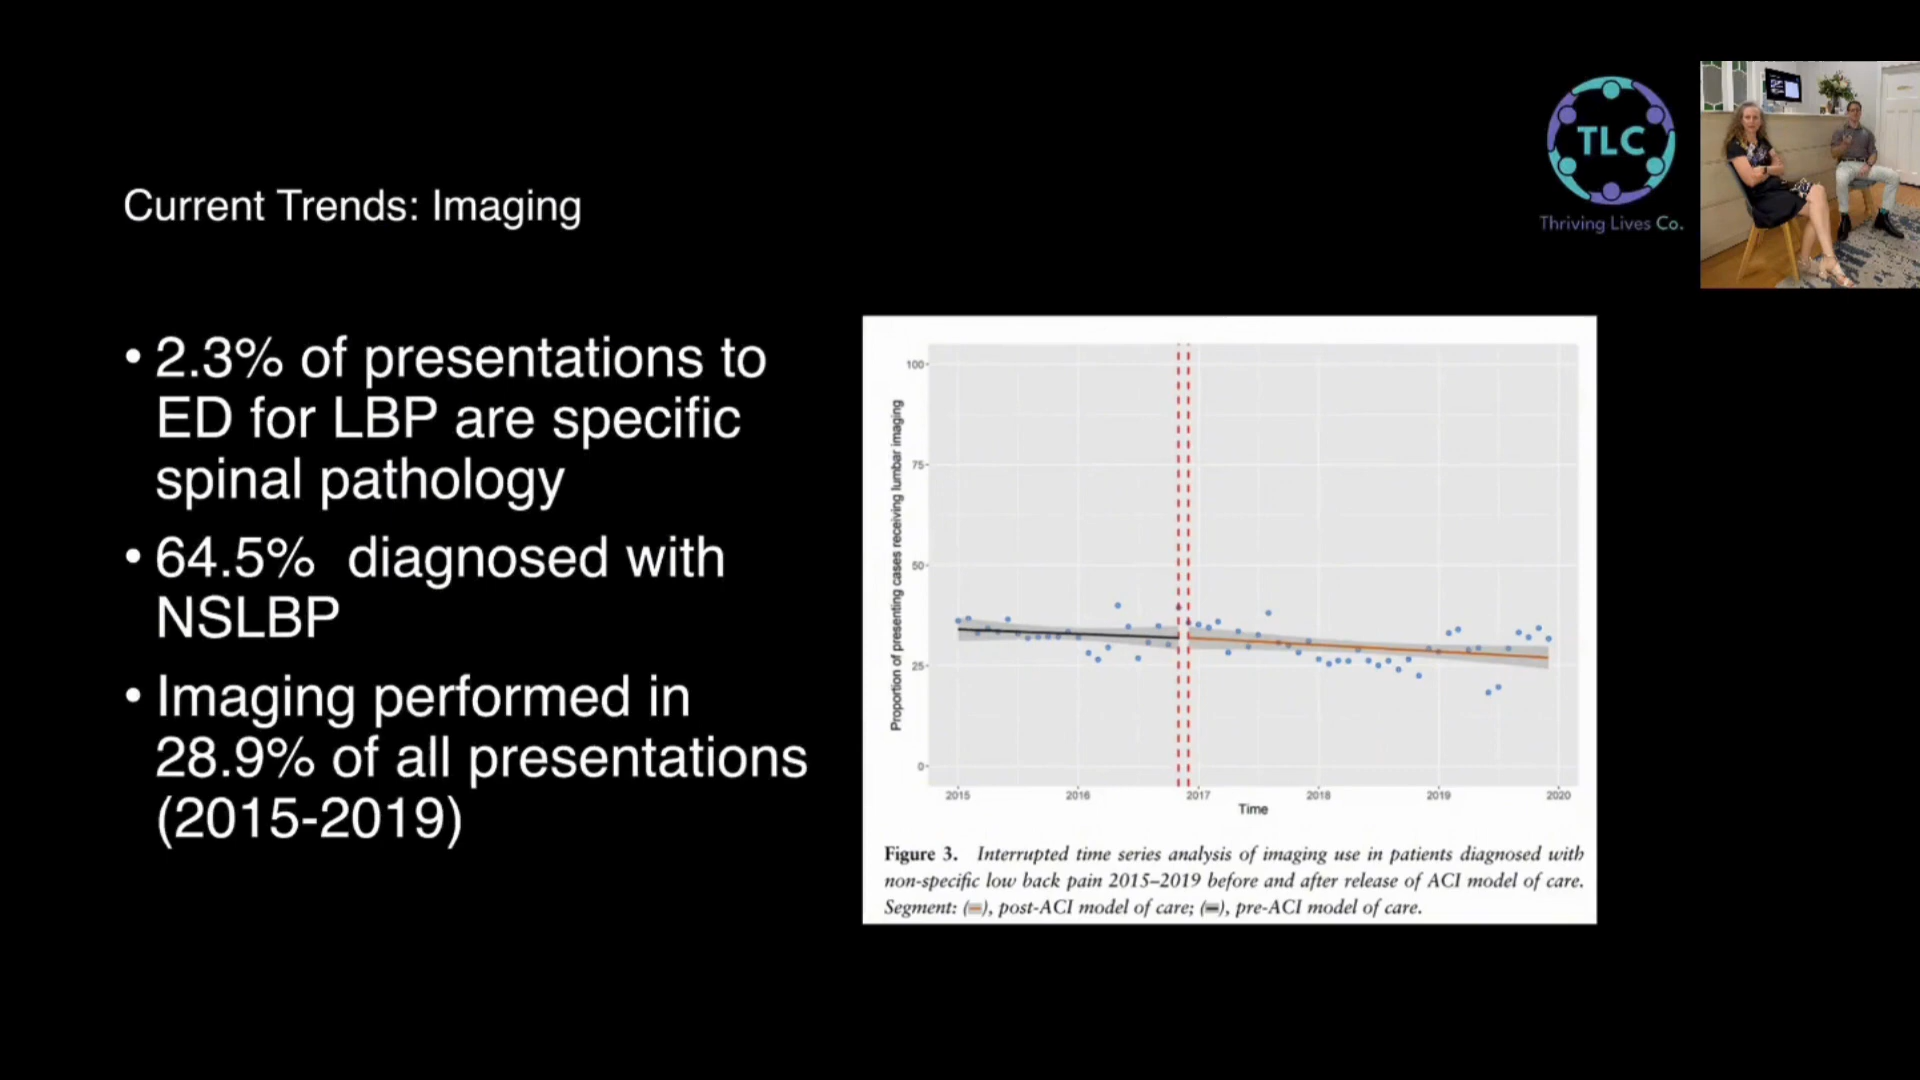 TLC
Thriving Lives Co.
Current Trends: Imaging
• 2.3% of presentations to
ED for LBP are specific
spinal pathology
• 64.5% diagnosed with
NSLBP
• Imaging performed in
28.9% of all presentations
(2015-2019)
Proportion of presenting cases receiving lumbar imaging
100
75
50
25
0
2015 2016 2017 2018 2019 2020
Time
Figure 3. Interrupted time series analysis of imaging use in patients diagnosed with
non-specific low back pain 2015–2019 before and after release of ACI model of care.
Segment: (), post-ACI model of care; (), pre-ACI model of care.